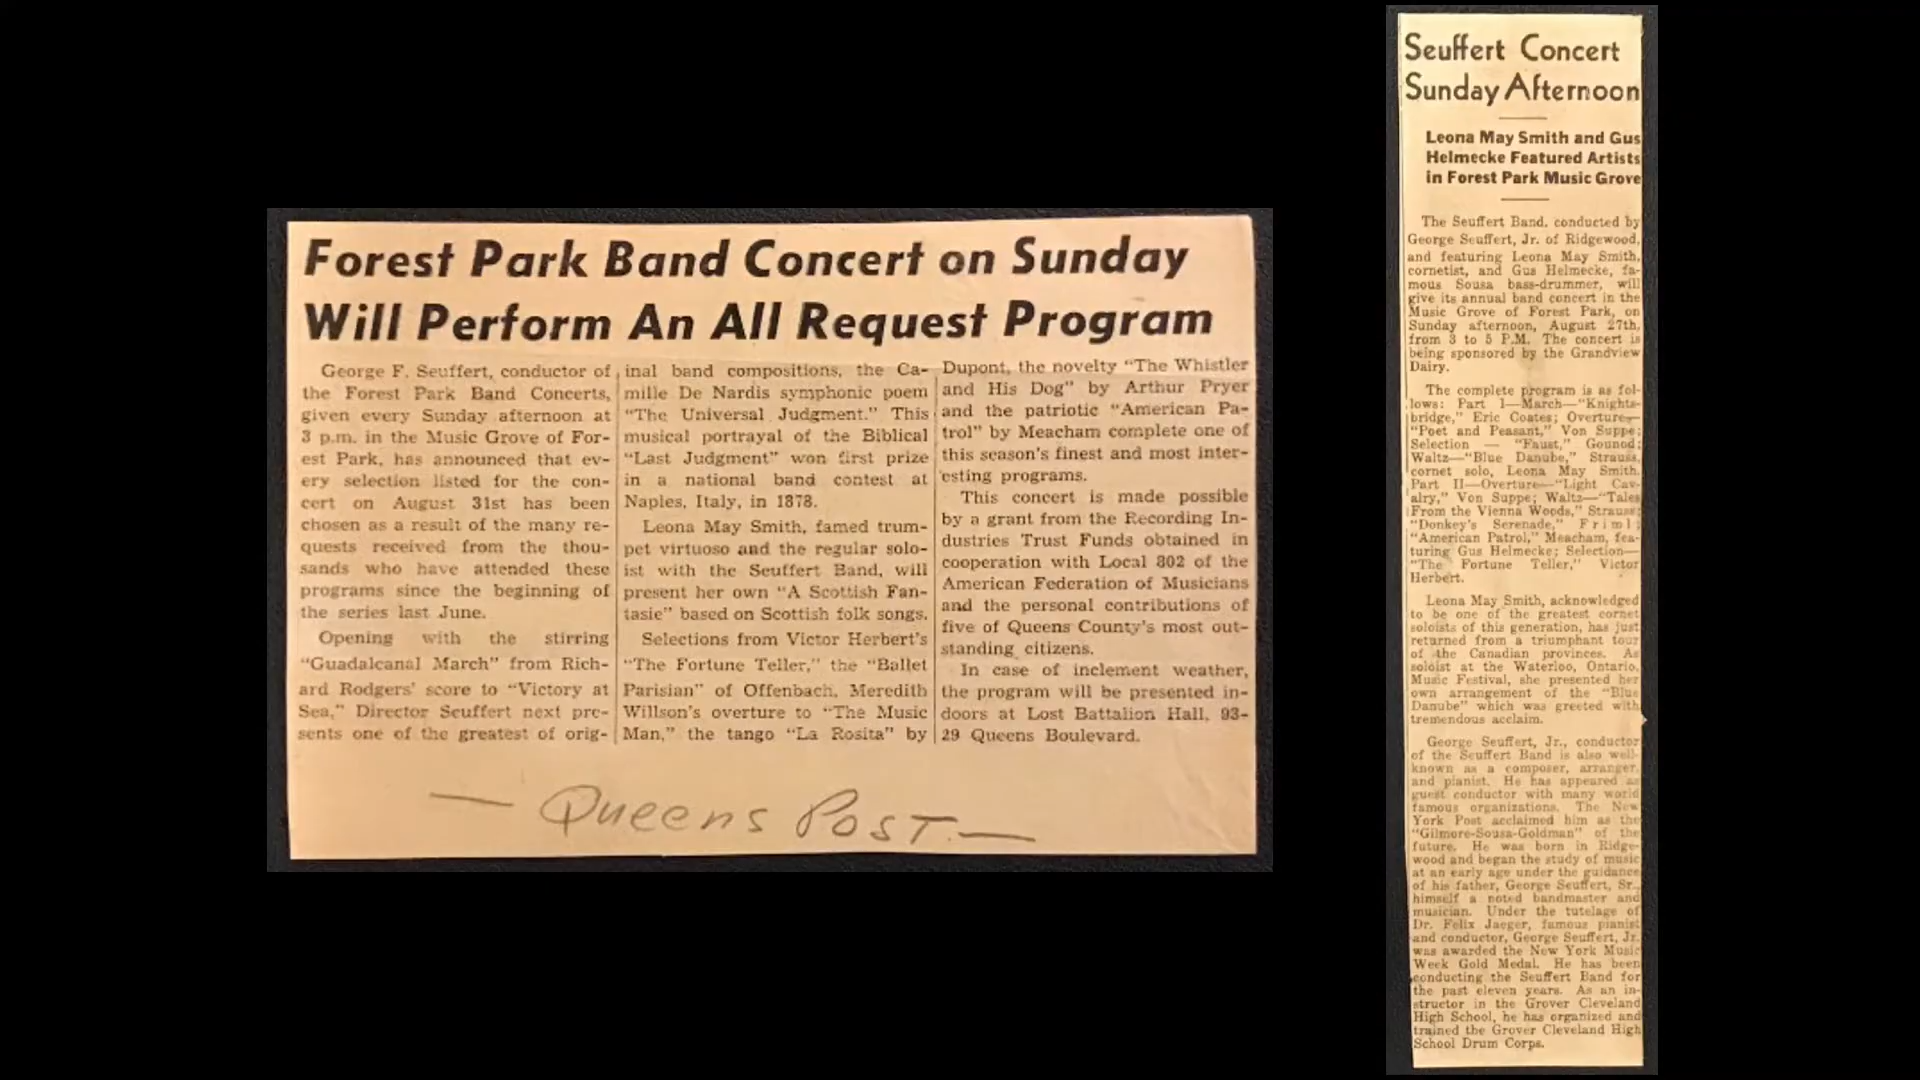 Forest Park Band Concert on Sunday
Will Perform An All Request Program
George F. Seuffert, conductor of
the Forest Park Band Concerts,
given every Sunday afternoon at
3 p.m. in the Music Grove of For-
est Park, has announced that ev-
ery selection listed for the con-
cert on August 31st has been
chosen as a result of the many re-
quests received from the thou-
sands who have attended these
programs since the beginning of
the series last June.
Opening with the stirring
"Guadalcanal March" from Rich-
ard Rodgers' score to "Victory at
Sea," Director Seuffert next pre-
sents one of the greatest of orig-
inal band compositions, the Ca-
mille De Nardis symphonic poem
"The Universal Judgment." This
musical portrayal of the Biblical
"Last Judgment" won first prize
in a national band contest at
Naples, Italy, in 1878.
Leona May Smith, famed trum-
pet virtuoso and the regular solo-
ist with the Seuffert Band, will
present her own "A Scottish Fan-
tasie" based on Scottish folk songs.
Selections from Victor Herbert's
"The Fortune Teller," the "Ballet
Parisian" of Offenbach, Meredith
Willson's overture to "The Music
Man," the tango "La Rosita" by
Dupont, the novelty "The Whistler
and His Dog" by Arthur Pryer
and the patriotic "American Pa-
trol" by Meacham complete one of
this season's finest and most inter-
esting programs.
This concert is made possible
by a grant from the Recording In-
dustries Trust Funds obtained in
cooperation with Local 802 of the
American Federation of Musicians
and the personal contributions of
five of Queens County's most out-
standing citizens.
In case of inclement weather,
the program will be presented in-
doors at Lost Battalion Hall, 93-
29 Queens Boulevard.
— Queens Post —
Seuffert Concert
Sunday Afternoon
Leona May Smith and Gus
Helmecke Featured Artists
in Forest Park Music Grove
The Seuffert Band, conducted by
George Seuffert, Jr. of Ridgewood,
and featuring Leona May Smith,
cornetist, and Gus Helmecke, fa-
mous Sousa bass-drummer, will
give its annual band concert in the
Music Grove of Forest Park, on
Sunday afternoon, August 27th,
from 3 to 5 P.M. The concert is
being sponsored by the Grandview
Dairy.
The complete program is as fol-
lows: Part I—March—"Knights-
bridge," Eric Coates; Overture—
"Poet and Peasant," Von Suppe;
Selection — "Faust," Gounod;
Waltz—"Blue Danube," Strauss,
cornet solo, Leona May Smith.
Part II—Overture—"Light Cav-
alry," Von Suppe; Waltz—"Tales
From the Vienna Woods," Strauss;
"Donkey's Serenade," Friml;
"American Patrol," Meacham, fea-
turing Gus Helmecke; Selection—
"The Fortune Teller," Victor
Herbert.
Leona May Smith, acknowledged
to be one of the greatest cornet
soloists of this generation, has just
returned from a triumphant tour
of the Canadian provinces. As
soloist at the Waterloo, Ontario,
Music Festival, she presented her
own arrangement of the "Blue
Danube" which was greeted with
tremendous acclaim.
George Seuffert, Jr., conductor
of the Seuffert Band is also well-
known as a composer, arranger,
and pianist. He has appeared as
guest conductor with many world
famous organizations. The New
York Post acclaimed him as the
"Gilmore-Sousa-Goldman" of the
future. He was born in Ridge-
wood and began the study of music
at an early age under the guidance
of his father, George Seuffert, Sr.,
himself a noted bandmaster and
musician. Under the tutelage of
Dr. Felix Jaeger, famous pianist
and conductor, George Seuffert, Jr.
was awarded the New York Music
Week Gold Medal. He has been
conducting the Seuffert Band for
the past eleven years. As an in-
structor in the Grover Cleveland
High School, he has organized and
trained the Grover Cleveland High
School Drum Corps.